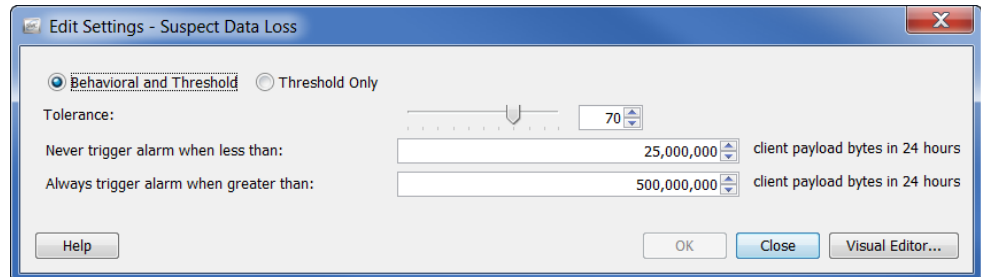 Edit Settings - Suspect Data Loss
Behavioral and Threshold Threshold Only
Tolerance: 70
Never trigger alarm when less than: 25,000,000 client payload bytes in 24 hours
Always trigger alarm when greater than: 500,000,000 client payload bytes in 24 hours
Help OK Close Visual Editor...